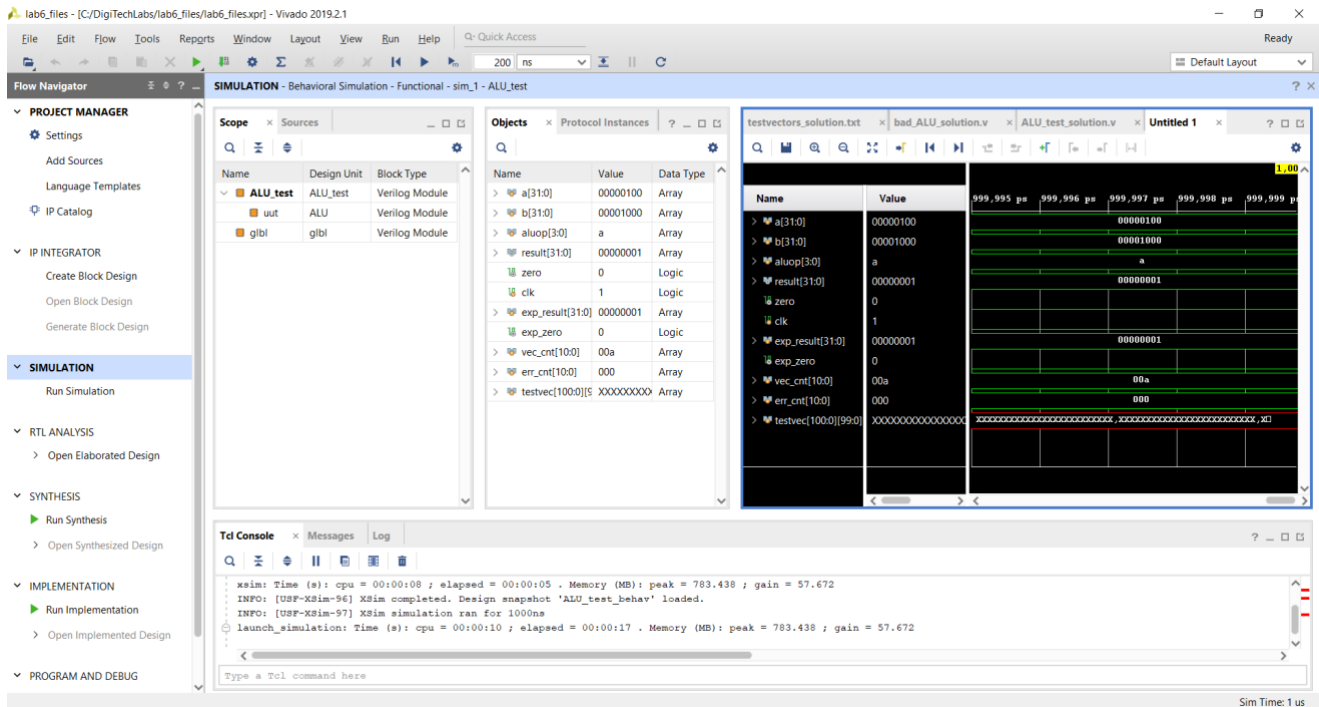 lab6_files - [C:/DigiTechLabs/lab6_files/lab6_files.xpr] - Vivado 2019.2.1
File Edit Flow Tools Reports Window Layout View Run Help Q- Quick Access Ready
200 ns Default Layout
Flow Navigator ? _
SIMULATION - Behavioral Simulation - Functional - sim_1 - ALU_test ? ×
PROJECT MANAGER
Settings
Add Sources
Language Templates
IP Catalog
IP INTEGRATOR
Create Block Design
Open Block Design
Generate Block Design
SIMULATION
Run Simulation
RTL ANALYSIS
Open Elaborated Design
SYNTHESIS
Run Synthesis
Open Synthesized Design
IMPLEMENTATION
Run Implementation
Open Implemented Design
PROGRAM AND DEBUG
Scope × Sources
Name Design Unit Block Type
ALU_test ALU_test Verilog Module
uut ALU Verilog Module
glbl glbl Verilog Module
Objects × Protocol Instances ?
Name Value Data Type
a[31:0] 00000100 Array
b[31:0] 00001000 Array
aluop[3:0] a Array
result[31:0] 00000001 Array
zero 0 Logic
clk 1 Logic
exp_result[31:0] 00000001 Array
exp_zero 0 Logic
vec_cnt[10:0] 00a Array
err_cnt[10:0] 000 Array
testvec[100:0][9 XXXXXXXXX Array
testvectors_solution.txt × bad_ALU_solution.v × ALU_test_solution.v × Untitled 1 × ?
1,00
Name Value ,999,995 ps ,999,996 ps ,999,997 ps ,999,998 ps ,999,999 p
a[31:0] 00000100 00000100
b[31:0] 00001000 00001000
aluop[3:0] a a
result[31:0] 00000001 00000001
zero 0
clk 1
exp_result[31:0] 00000001 00000001
exp_zero 0
vec_cnt[10:0] 00a 00a
err_cnt[10:0] 000 000
testvec[100:0][99:0]
Tcl Console × Messages Log ?
xsim: Time (s): cpu = 00:00:08 ; elapsed = 00:00:05 . Memory (MB): peak = 783.438 ; gain = 57.672
INFO: [USF-XSim-96] XSim completed. Design snapshot 'ALU_test_behav' loaded.
INFO: [USF-XSim-97] XSim simulation ran for 1000ns
launch_simulation: Time (s): cpu = 00:00:10 ; elapsed = 00:00:17 . Memory (MB): peak = 783.438 ; gain = 57.672
Type a Tcl command here
Sim Time: 1 us